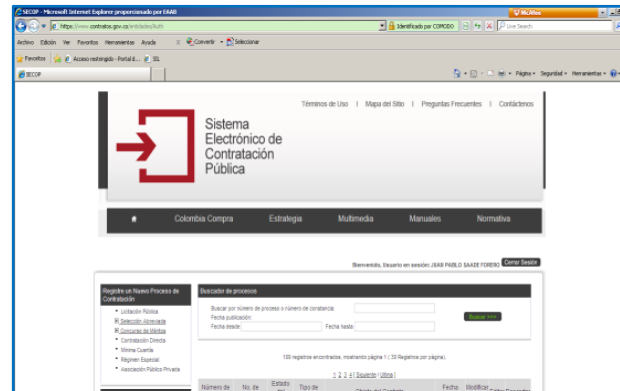 SECOP - Microsoft Internet Explorer proporcionado por EAAB
McAfee
https://www.contratos.gov.co/entidades/Auth
Identificado por COMODO
Live Search
Archivo Edición Ver Favoritos Herramientas Ayuda X Convertir Seleccionar
Favoritos Acceso restringido - Portal d...
SECOP Página Seguridad Herramientas
Términos de Uso | Mapa del Sitio | Preguntas Frecuentes | Contáctenos
Sistema
Electrónico de
Contratación
Pública
Colombia Compra Estrategia Multimedia Manuales Normativa
Bienvenido, Usuario en sesión: JUAN PABLO SAADE FORERO Cerrar Sesión
Registre un Nuevo Proceso de
Contratación
Licitación Pública
Selección Abreviada
Concurso de Méritos
Contratación Directa
Mínima Cuantía
Régimen Especial
Asociación Público Privada
Buscador de procesos
Buscar por número de proceso o número de constancia:
Fecha publicación:
Fecha desde Fecha hasta
Buscar >>>
registros encontrados, mostrando página 1 ( registros por página).
1 2 3 4 [ Siguiente / Última ]
Número de No. de Estado Tipo de Objeto del Contrato Fecha Modificar